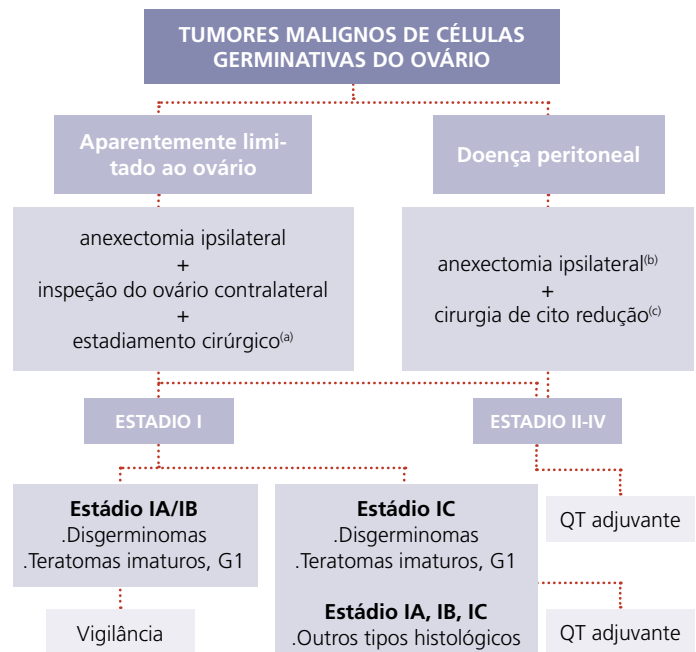 TUMORES MALIGNOS DE CÉLULAS
GERMINATIVAS DO OVÁRIO
Aparentemente limi-
tado ao ovário
Doença peritoneal
anexectomia ipsilateral
+
inspeção do ovário contralateral
+
estadiamento cirúrgico(a)
anexectomia ipsilateral(b)
+
cirurgia de cito redução(c)
ESTADIO I
ESTADIO II-IV
Estádio IA/IB
.Disgerminomas
.Teratomas imaturos, G1
Estádio IC
.Disgerminomas
.Teratomas imaturos, G1
Estádio IA, IB, IC
.Outros tipos histológicos
QT adjuvante
Vigilância
QT adjuvante